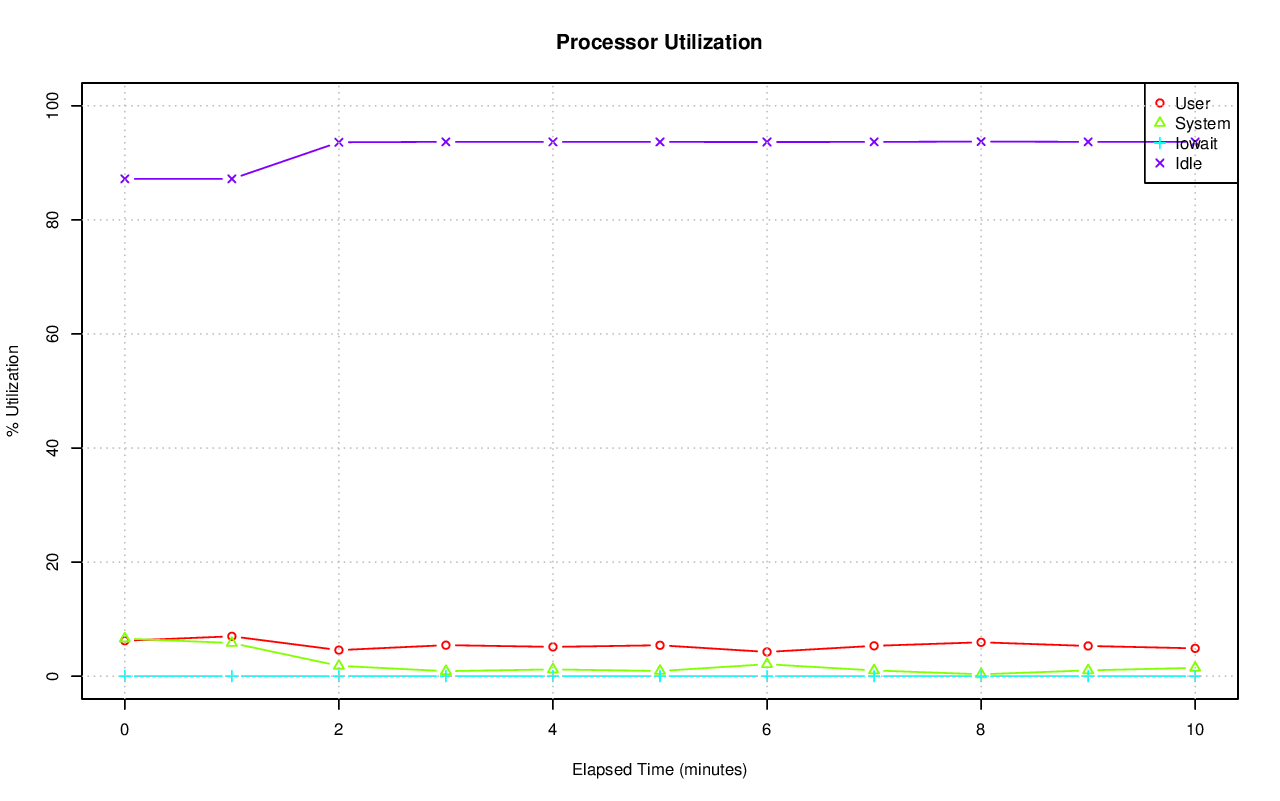 Processor Utilization
% Utilization
100
80
60
40
20
0
User
System
Iowait
Idle
0 2 4 6 8 10
Elapsed Time (minutes)